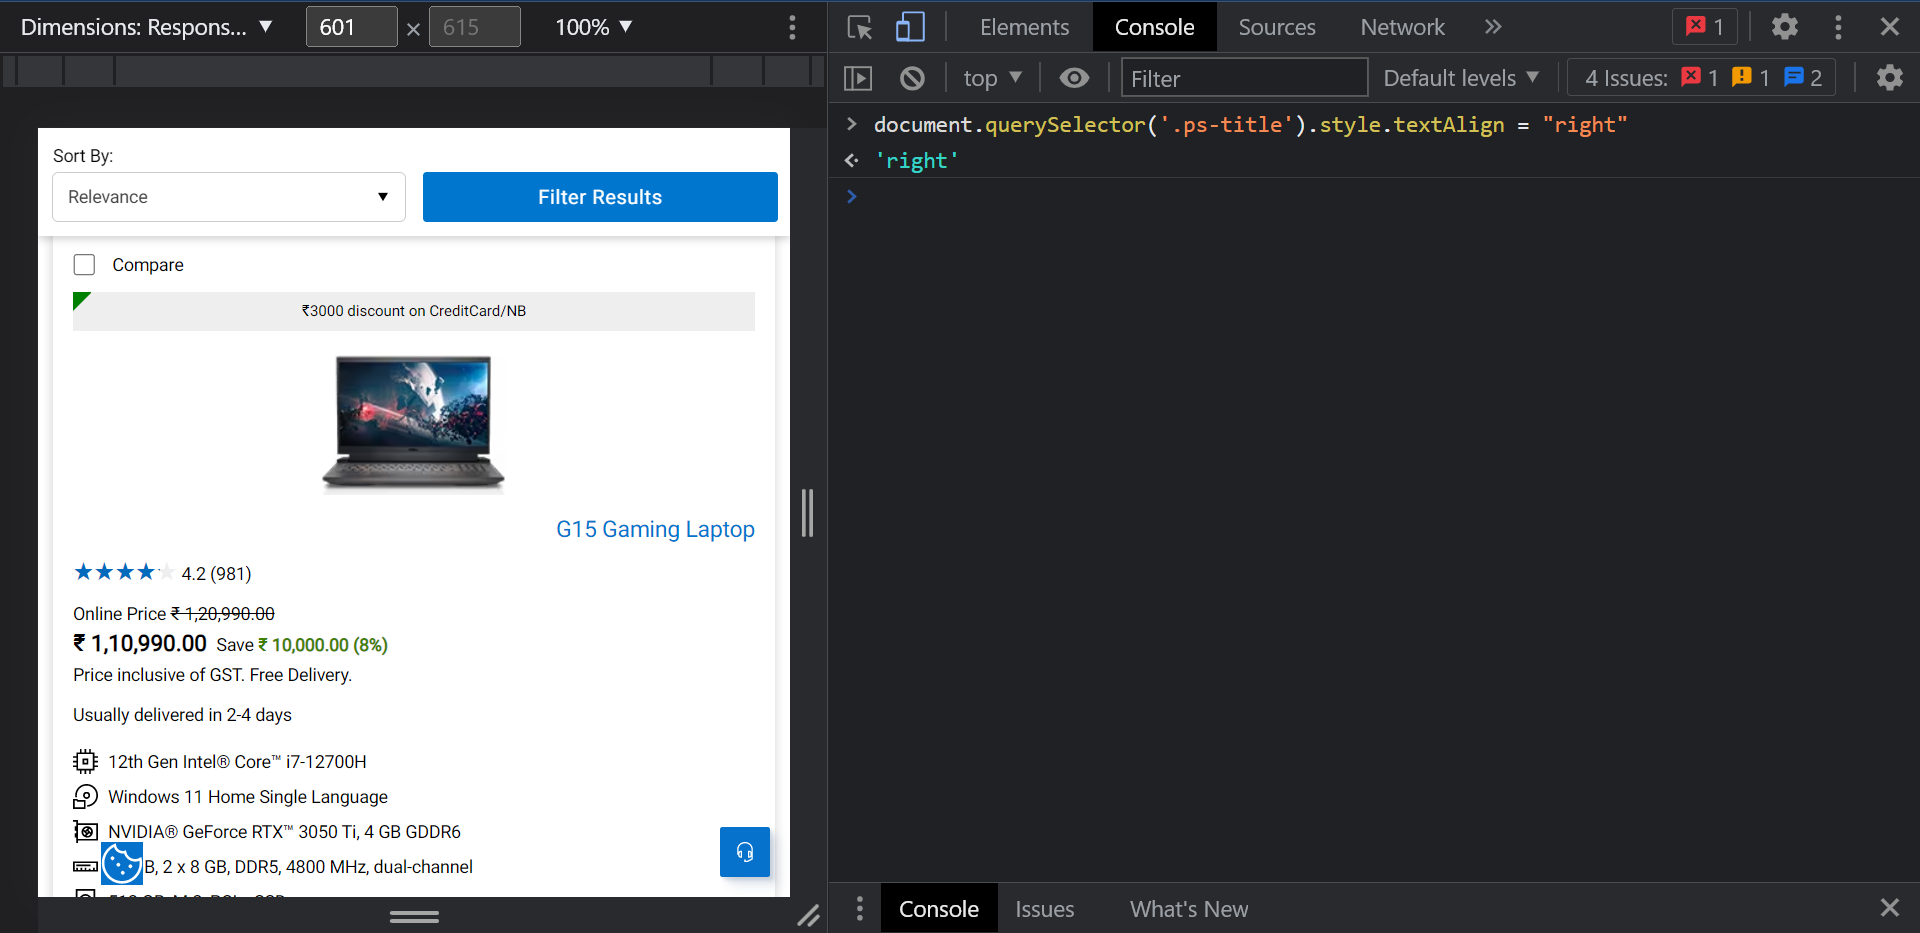 Dimensions: Respons... ▼ 601 × 615 100% ▼
Sort By:
Relevance ▼
Filter Results
Compare
₹3000 discount on CreditCard/NB
G15 Gaming Laptop
4.2 (981)
Online Price ₹ 1,20,990.00
₹ 1,10,990.00 Save ₹ 10,000.00 (8%)
Price inclusive of GST. Free Delivery.
Usually delivered in 2-4 days
12th Gen Intel® Core™ i7-12700H
Windows 11 Home Single Language
NVIDIA® GeForce RTX™ 3050 Ti, 4 GB GDDR6
B, 2 x 8 GB, DDR5, 4800 MHz, dual-channel
Elements Console Sources Network » 1
top ▼ Filter Default levels ▼ 4 Issues: 1 1 2
> document.querySelector('.ps-title').style.textAlign = "right"
'right'
>
Console Issues What's New